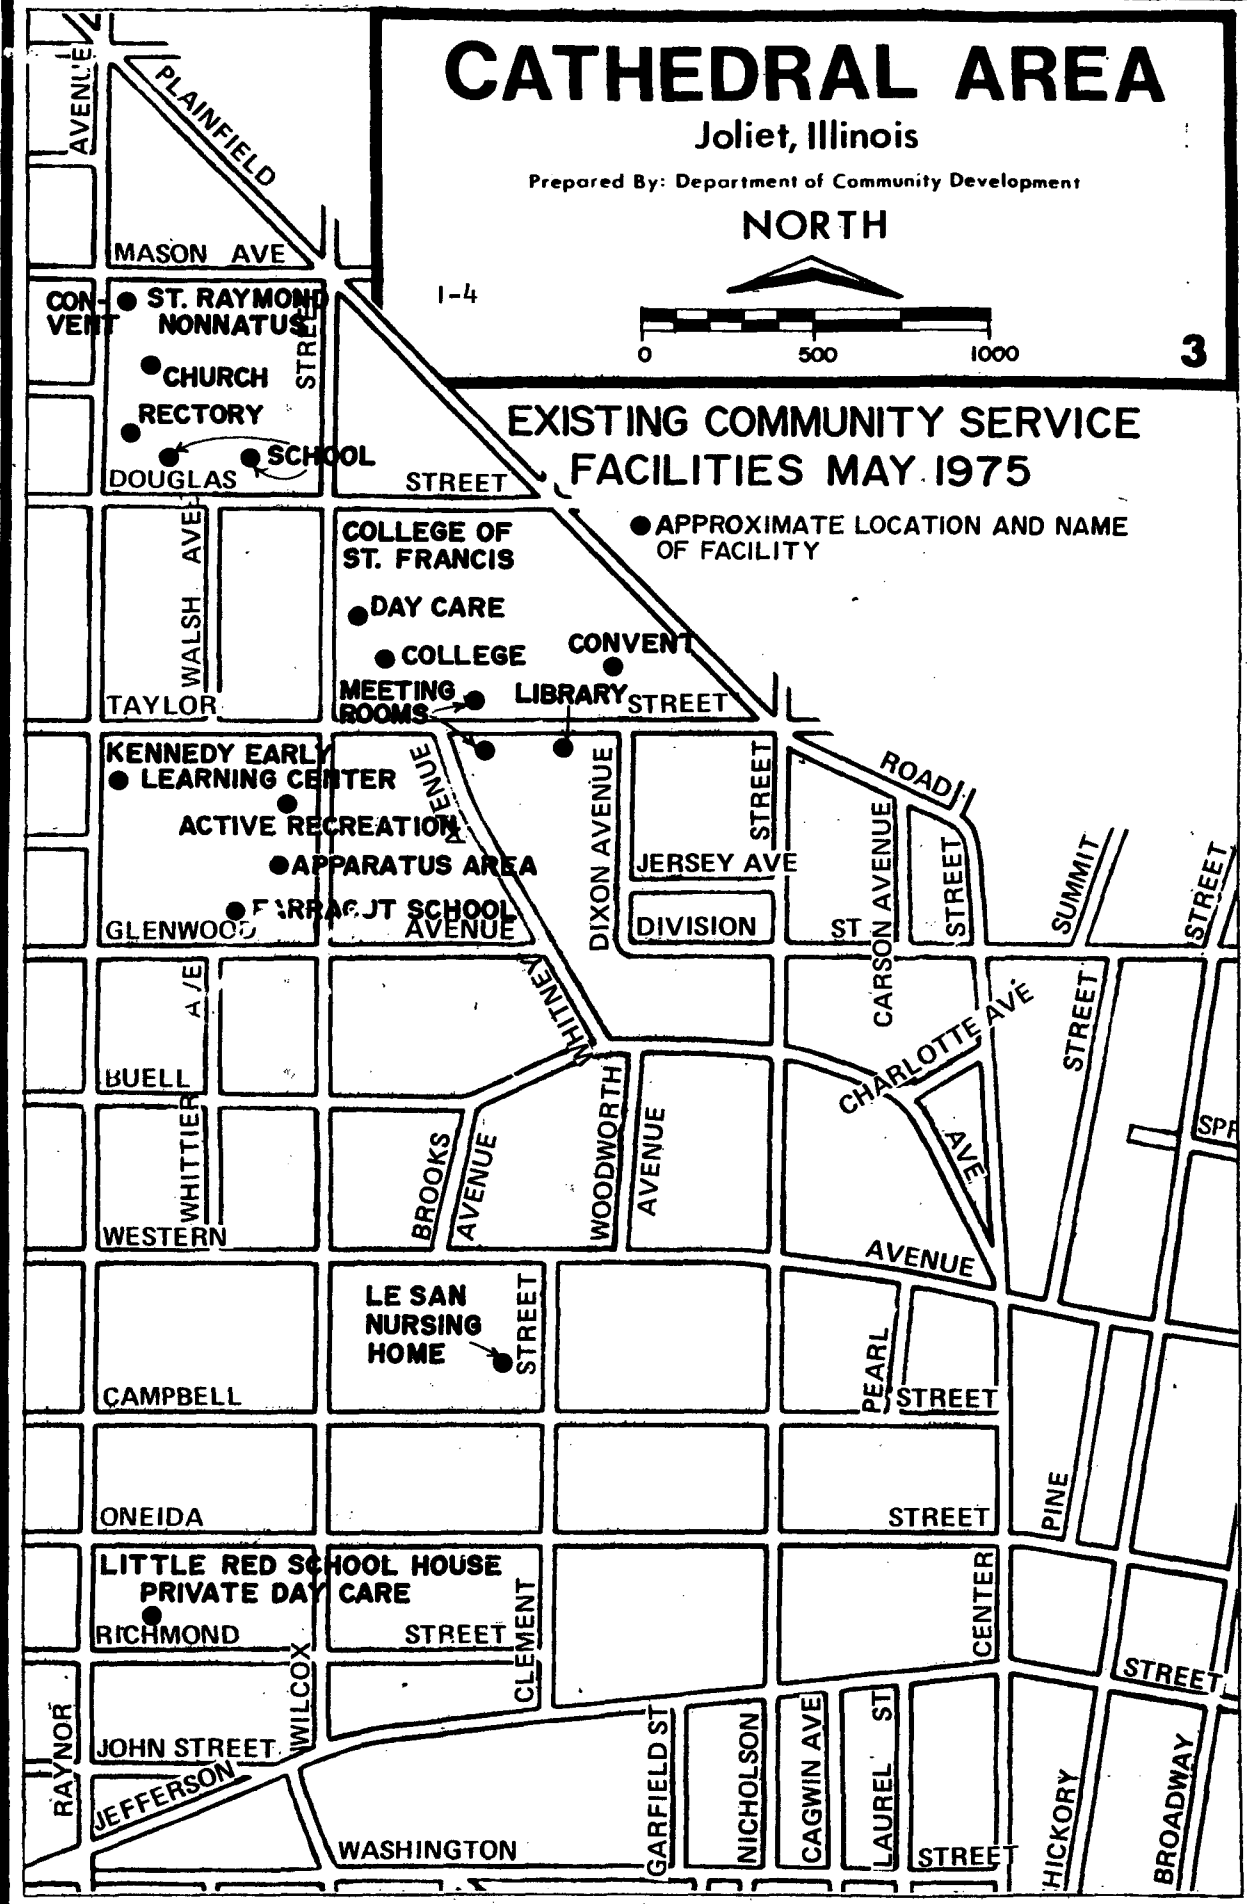 CATHEDRAL AREA
Joliet, Illinois
Prepared By: Department of Community Development
NORTH
I-4
0 500 1000
3
EXISTING COMMUNITY SERVICE
FACILITIES MAY 1975
APPROXIMATE LOCATION AND NAME
OF FACILITY
AVENUE
PLAINFIELD
MASON AVE
CON-
VENT
ST. RAYMOND
NONNATUS
STREET
CHURCH
RECTORY
SCHOOL
DOUGLAS STREET
WALSH AVE
COLLEGE OF
ST. FRANCIS
DAY CARE
COLLEGE
CONVENT
MEETING
ROOMS
LIBRARY
TAYLOR STREET
KENNEDY EARLY
LEARNING CENTER
ACTIVE RECREATION
APPARATUS AREA
FARRAGUT SCHOOL
GLENWOOD AVENUE
AVENUE
WHITNEY
DIXON AVENUE
STREET
ROAD
JERSEY AVE
DIVISION ST
CARSON AVENUE
STREET
SUMMIT
STREET
STREET
CHARLOTTE AVE
AVE
BUELL
AVE
WHITTIER
BROOKS
AVENUE
WOODWORTH
AVENUE
SPR
WESTERN AVENUE
LE SAN
NURSING
HOME
STREET
PEARL
CAMPBELL STREET
ONEIDA STREET
PINE
LITTLE RED SCHOOL HOUSE
PRIVATE DAY CARE
RICHMOND STREET
CLEMENT
CENTER
WILCOX
STREET
RAYNOR
JOHN STREET
JEFFERSON
GARFIELD ST
NICHOLSON
CAGWIN AVE
LAUREL ST
HICKORY
BROADWAY
WASHINGTON STREET